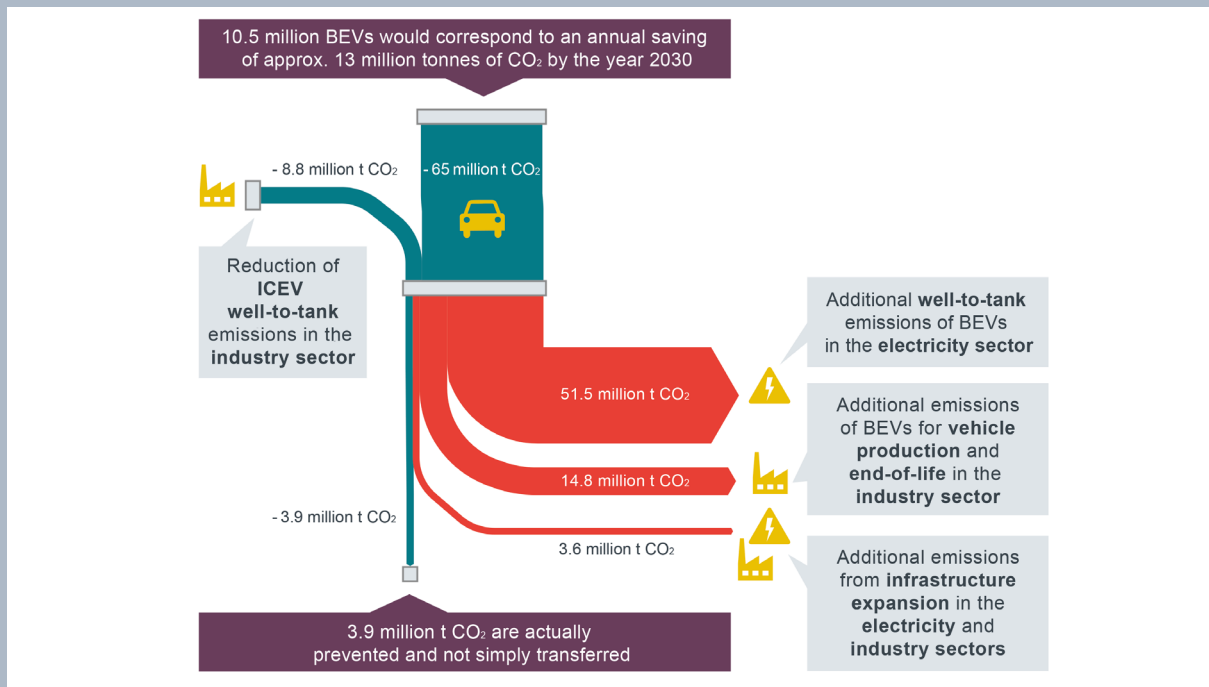 10.5 million BEVs would correspond to an annual saving
of approx. 13 million tonnes of CO₂ by the year 2030
- 8.8 million t CO₂
- 65 million t CO₂
Reduction of
ICEV
well-to-tank
emissions in the
industry sector
Additional well-to-tank
emissions of BEVs
in the electricity sector
51.5 million t CO₂
Additional emissions
of BEVs for vehicle
production and
end-of-life in the
industry sector
14.8 million t CO₂
- 3.9 million t CO₂
3.6 million t CO₂
Additional emissions
from infrastructure
expansion in the
electricity and
industry sectors
3.9 million t CO₂ are actually
prevented and not simply transferred